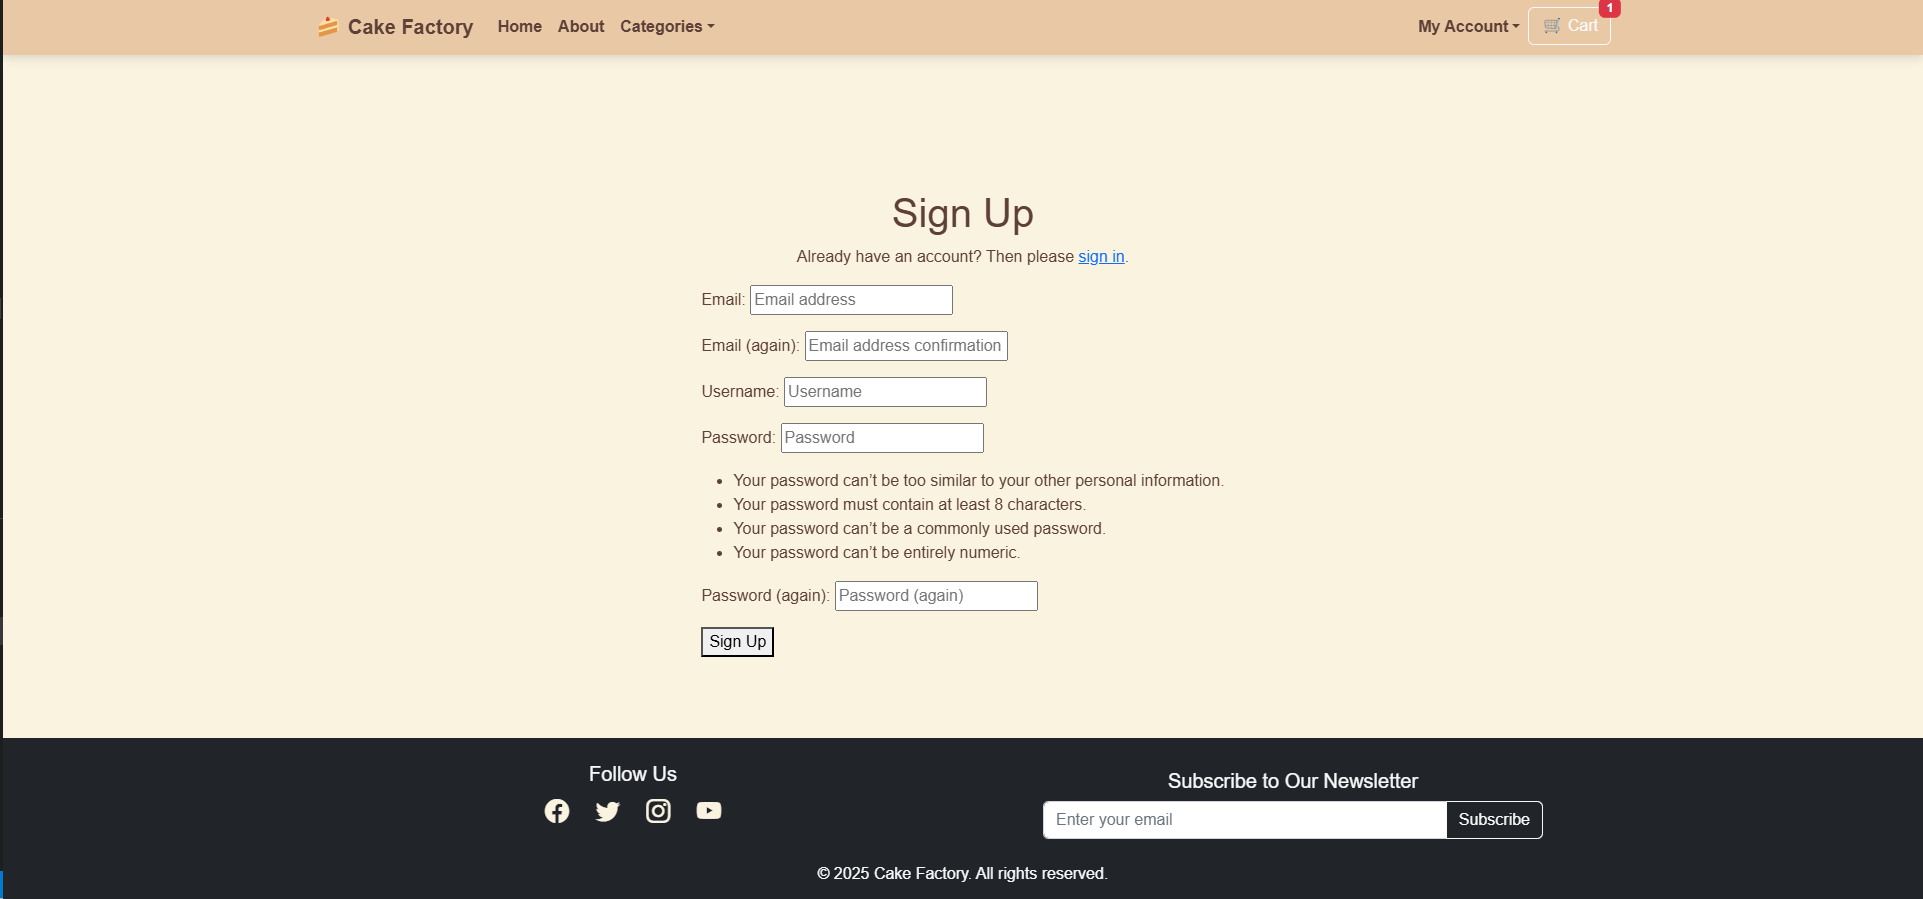 Cake Factory Home About Categories My Account Cart 1
Sign Up
Already have an account? Then please sign in.
Email: Email address
Email (again): Email address confirmation
Username: Username
Password: Password
Your password can’t be too similar to your other personal information.
Your password must contain at least 8 characters.
Your password can’t be a commonly used password.
Your password can’t be entirely numeric.
Password (again): Password (again)
Sign Up
Follow Us
Subscribe to Our Newsletter
Enter your email Subscribe
© 2025 Cake Factory. All rights reserved.